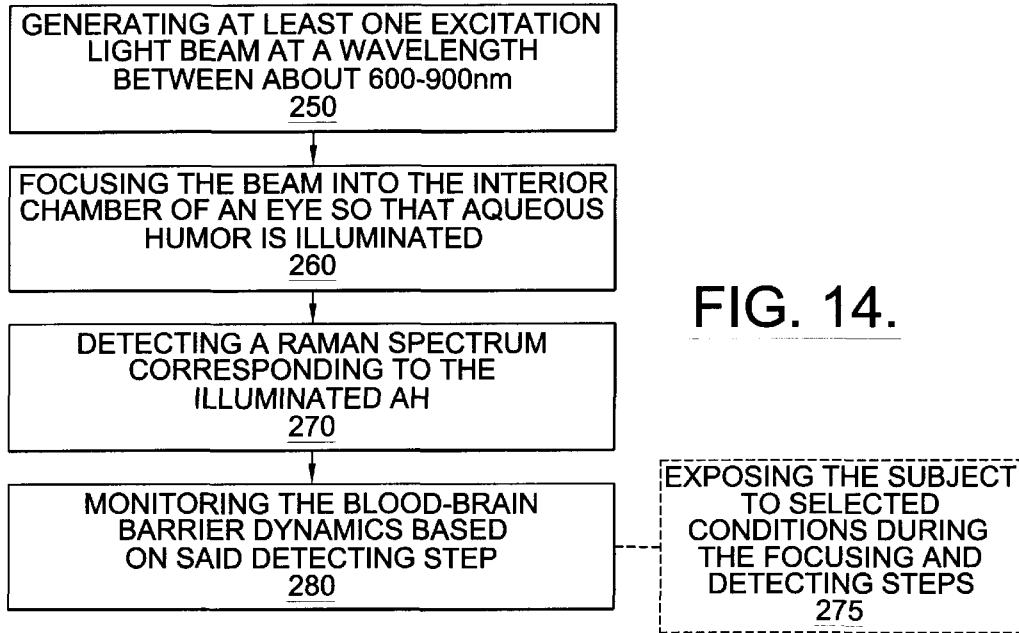 GENERATING AT LEAST ONE EXCITATION
LIGHT BEAM AT A WAVELENGTH
BETWEEN ABOUT 600-900nm
250
FOCUSING THE BEAM INTO THE INTERIOR
CHAMBER OF AN EYE SO THAT AQUEOUS
HUMOR IS ILLUMINATED
260
DETECTING A RAMAN SPECTRUM
CORRESPONDING TO THE
ILLUMINATED AH
270
MONITORING THE BLOOD-BRAIN
BARRIER DYNAMICS BASED
ON SAID DETECTING STEP
280
EXPOSING THE SUBJECT
TO SELECTED
CONDITIONS DURING
THE FOCUSING AND
DETECTING STEPS
275
FIG. 14.